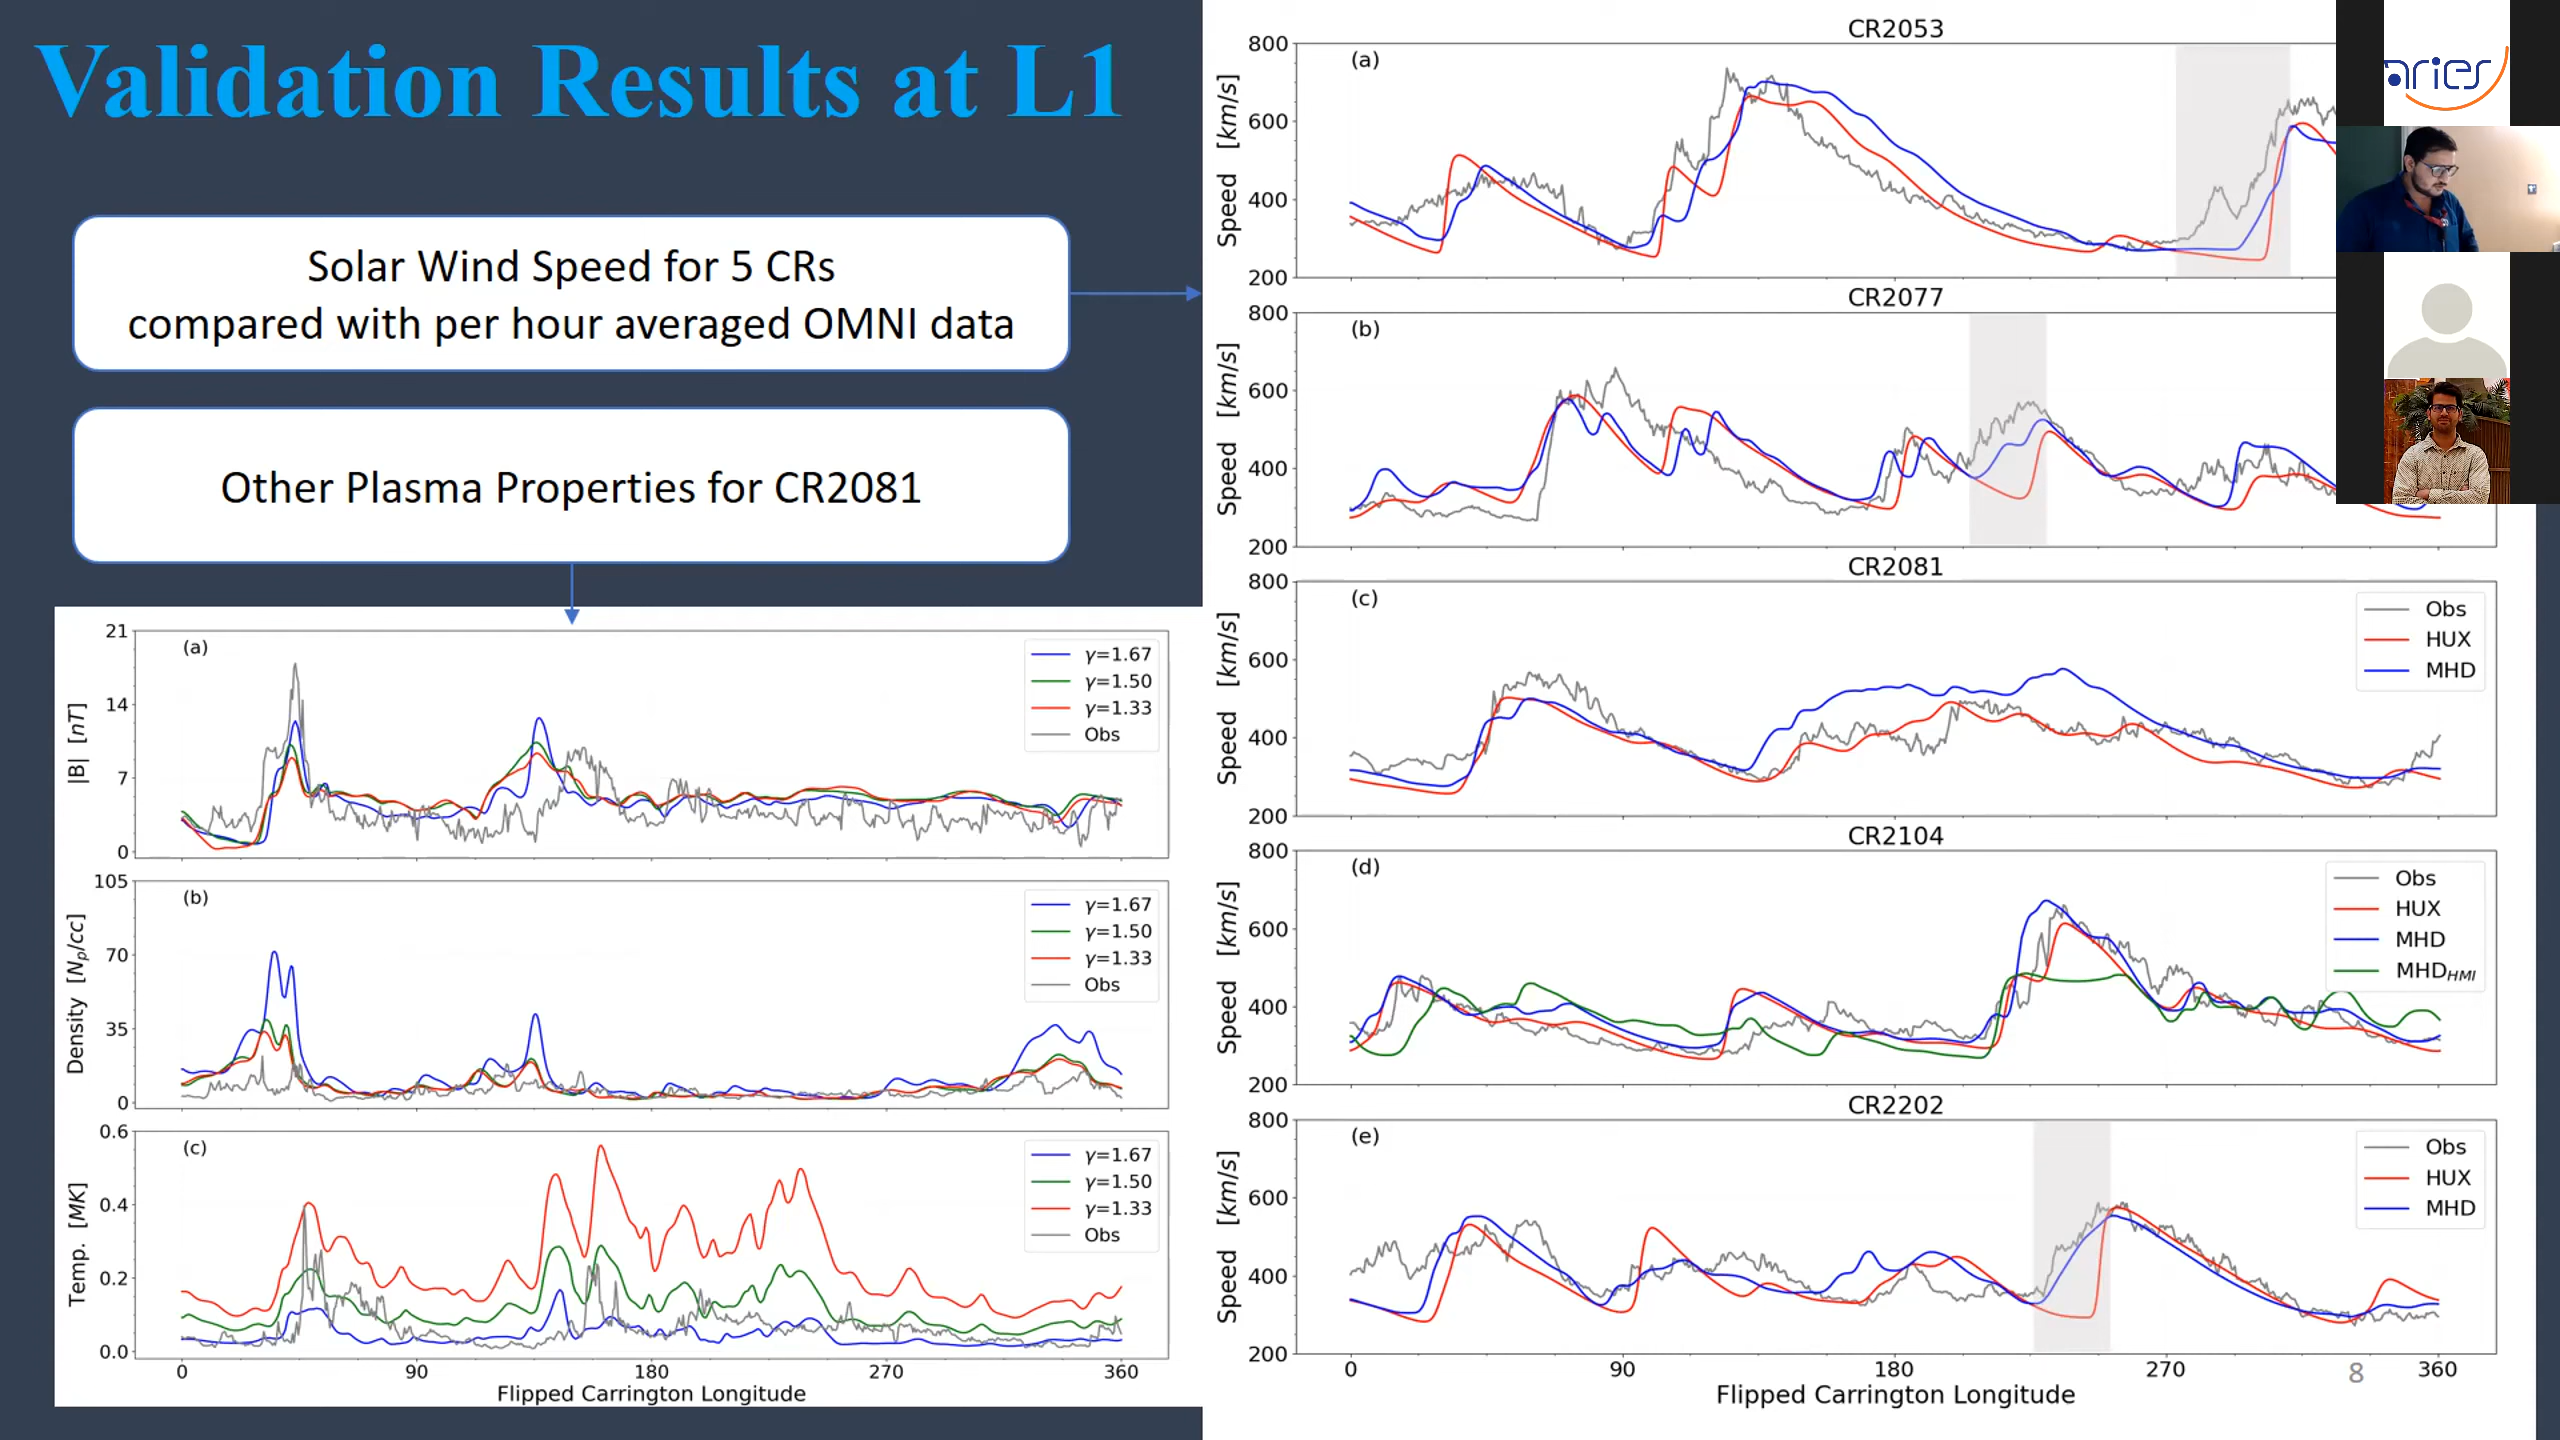 Validation Results at L1
Solar Wind Speed for 5 CRs
compared with per hour averaged OMNI data
Other Plasma Properties for CR2081
21
14
7
0
|B| [nT]
(a)
γ=1.67
γ=1.50
γ=1.33
Obs
105
70
35
0
Density [Np/cc]
(b)
γ=1.67
γ=1.50
γ=1.33
Obs
0.6
0.4
0.2
0.0
Temp. [MK]
(c)
γ=1.67
γ=1.50
γ=1.33
Obs
0 90 180 270 360
Flipped Carrington Longitude
CR2053
800
600
400
200
Speed [km/s]
(a)
CR2077
800
600
400
200
Speed [km/s]
(b)
CR2081
800
600
400
200
Speed [km/s]
(c)
Obs
HUX
MHD
CR2104
800
600
400
200
Speed [km/s]
(d)
Obs
HUX
MHD
MHD_HMI
CR2202
800
600
400
200
Speed [km/s]
(e)
Obs
HUX
MHD
0 90 180 270 360
Flipped Carrington Longitude
8
aries